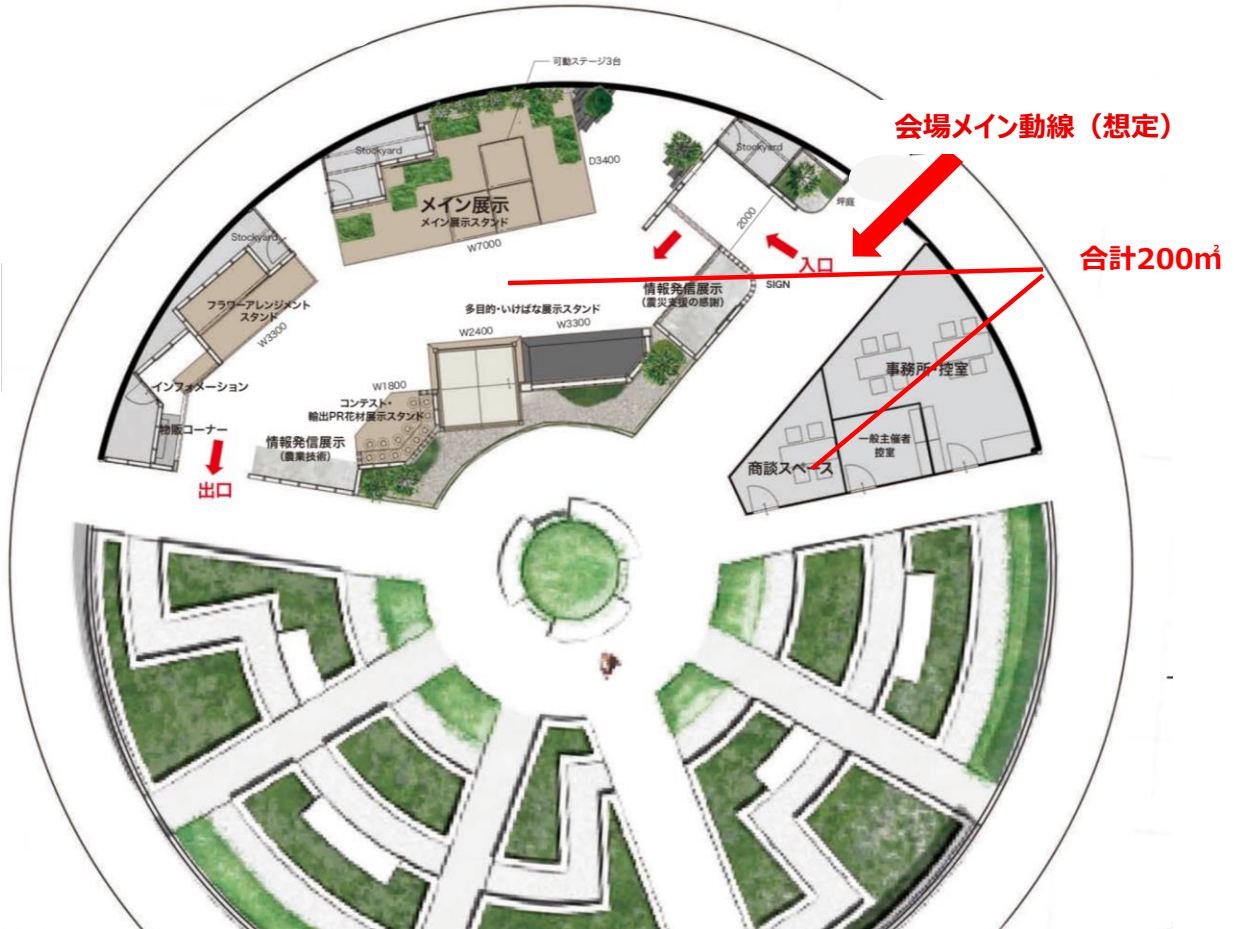 可動ステージ3台
会場メイン動線（想定）
Stockyard
Stockyard
D3400
メイン展示
メイン展示スタンド
坪庭
2000
W7000
Stockyard
合計200㎡
入口
SIGN
情報発信展示
（震災支援の感謝）
フラワーアレンジメント
スタンド
W3300
多目的・いけばな展示スタンド
W2400
W3300
事務所・控室
インフォメーション
W1800
コンテスト・
輸出PR花材展示スタンド
物販コーナー
情報発信展示
（農業技術）
一般主催者
控室
商談スペース
出口